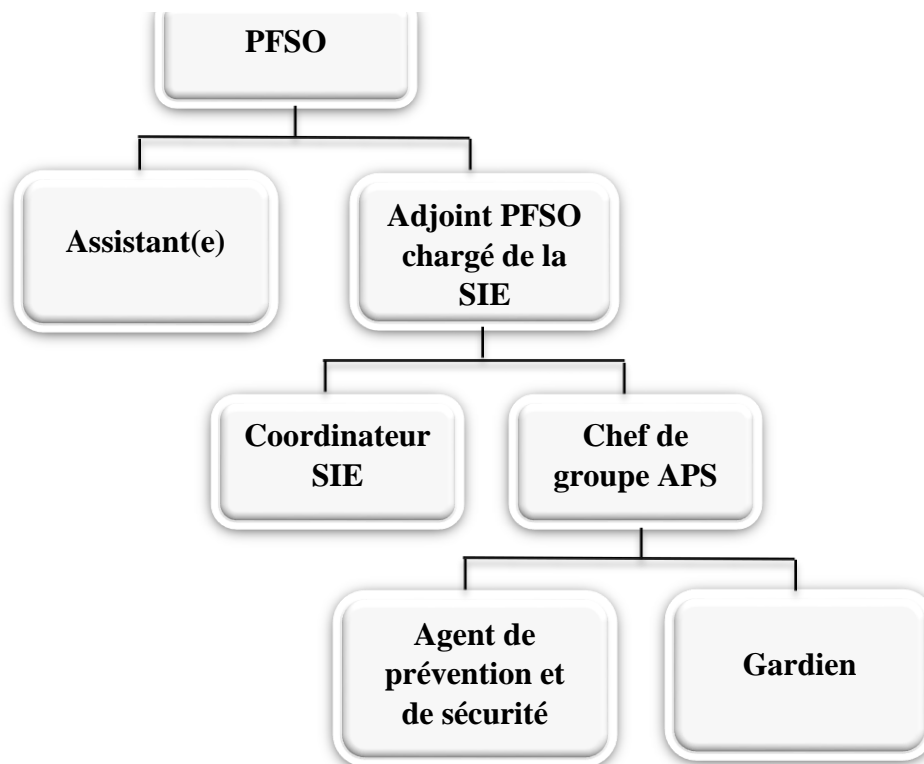 PFSO
Assistant(e)
Adjoint PFSO
chargé de la
SIE
Coordinateur
SIE
Chef de
groupe APS
Agent de
prévention et
de sécurité
Gardien